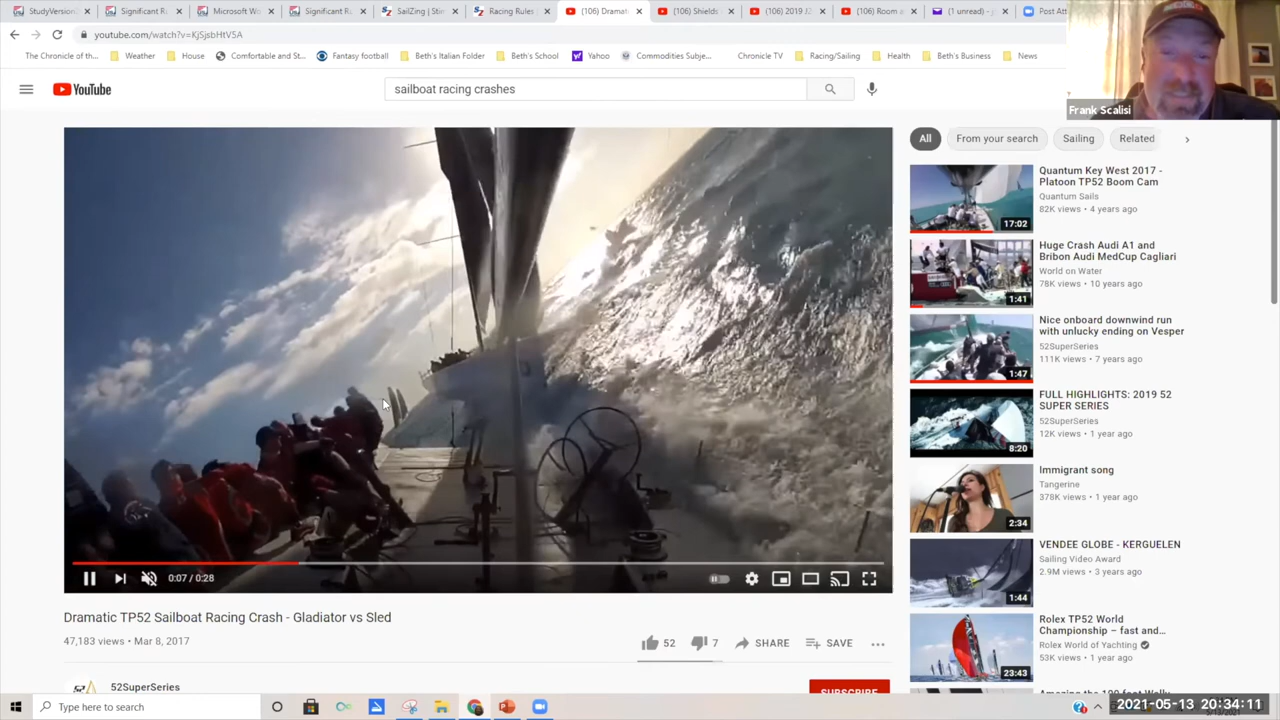 StudyVersion-
Significant R
Microsoft Wo
Significant R
SailZing | Stir
Racing Rules
(106) Dramat
(106) Shields
(106) 2019 J
(106) Room a
(1 unread) - j
Post Att
youtube.com/watch?v=KjSjsbHtV5A
The Chronicle of th...
Weather
House
Comfortable and St...
Fantasy football
Beth's Italian Folder
Beth's School
Yahoo
Commodities Subje...
Chronicle TV
Racing/Sailing
Health
Beth's Business
News
Frank Scalisi
YouTube
sailboat racing crashes
All
From your search
Sailing
Related
Quantum Key West 2017 -
Platoon TP52 Boom Cam
Quantum Sails
82K views • 4 years ago
17:02
Huge Crash Audi A1 and
Bribon Audi MedCup Cagliari
World on Water
78K views • 10 years ago
1:41
Nice onboard downwind run
with unlucky ending on Vesper
52SuperSeries
111K views • 7 years ago
1:47
FULL HIGHLIGHTS: 2019 52
SUPER SERIES
52SuperSeries
12K views • 1 year ago
8:20
Immigrant song
Tangerine
378K views • 1 year ago
2:34
VENDEE GLOBE - KERGUELEN
Sailing Video Award
2.9M views • 3 years ago
1:44
Rolex TP52 World
Championship – fast and...
Rolex World of Yachting
53K views • 1 year ago
23:43
0:07 / 0:28
Dramatic TP52 Sailboat Racing Crash - Gladiator vs Sled
47,183 views • Mar 8, 2017
52
7
SHARE
SAVE
52SuperSeries
SUBSCRIBE
Type here to search
2021-05-13 20:34:11